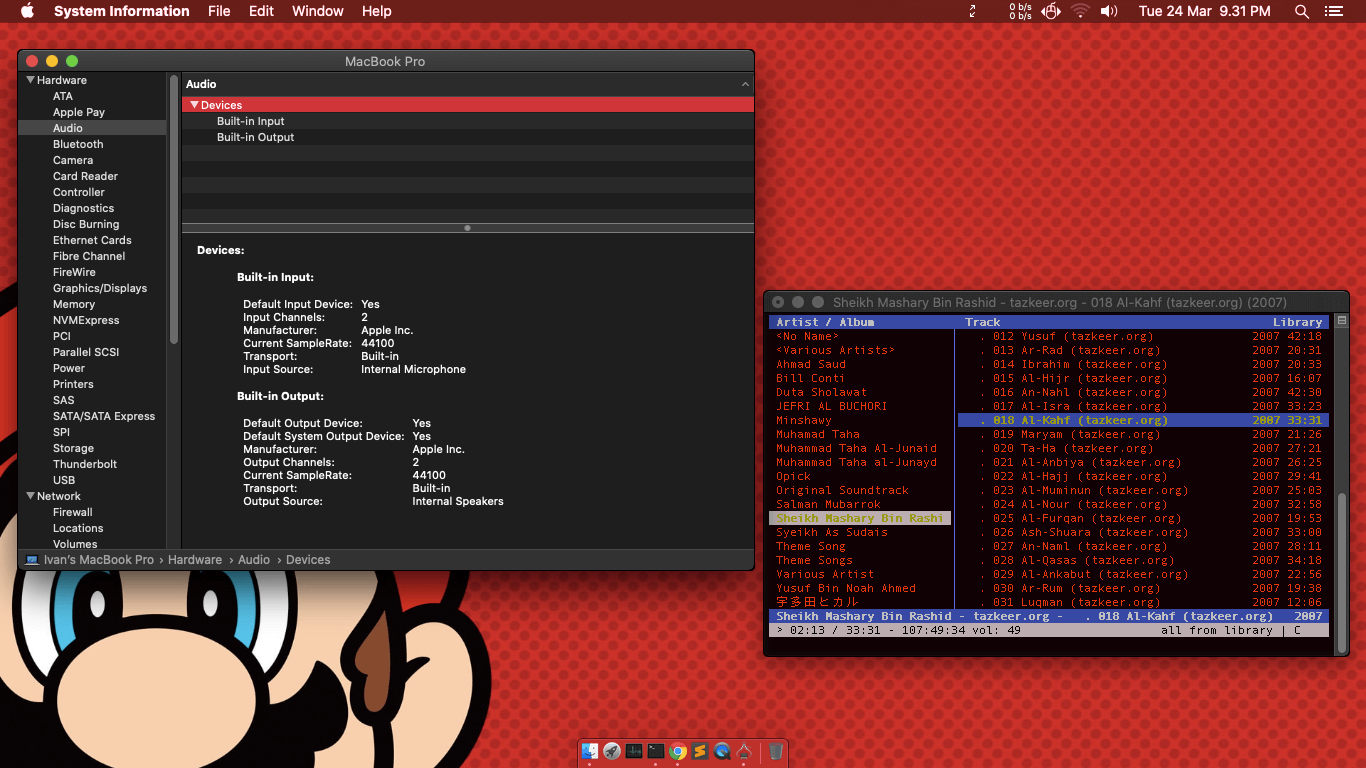 System Information File Edit Window Help 0 b/s 0 b/s Tue 24 Mar 9.31 PM
MacBook Pro
Hardware
ATA
Apple Pay
Audio
Bluetooth
Camera
Card Reader
Controller
Diagnostics
Disc Burning
Ethernet Cards
Fibre Channel
FireWire
Graphics/Displays
Memory
NVMExpress
PCI
Parallel SCSI
Power
Printers
SAS
SATA/SATA Express
SPI
Storage
Thunderbolt
USB
Network
Firewall
Locations
Volumes
Audio
Devices
Built-in Input
Built-in Output
Devices:
Built-in Input:
Default Input Device: Yes
Input Channels: 2
Manufacturer: Apple Inc.
Current SampleRate: 44100
Transport: Built-in
Input Source: Internal Microphone
Built-in Output:
Default Output Device: Yes
Default System Output Device: Yes
Manufacturer: Apple Inc.
Output Channels: 2
Current SampleRate: 44100
Transport: Built-in
Output Source: Internal Speakers
Ivan's MacBook Pro › Hardware › Audio › Devices
Sheikh Mashary Bin Rashid - tazkeer.org - 018 Al-Kahf (tazkeer.org) (2007)
Artist / Album Track Library
<No Name> . 012 Yusuf (tazkeer.org) 2007 42:18
<Various Artists> . 013 Ar-Rad (tazkeer.org) 2007 20:31
Ahmad Saud . 014 Ibrahim (tazkeer.org) 2007 20:33
Bill Conti . 015 Al-Hijr (tazkeer.org) 2007 16:07
Duta Sholawat . 016 An-Nahl (tazkeer.org) 2007 42:30
JEFRI AL BUCHORI . 017 Al-Isra (tazkeer.org) 2007 33:23
Minshawy . 018 Al-Kahf (tazkeer.org) 2007 33:31
Muhamad Taha . 019 Maryam (tazkeer.org) 2007 21:26
Muhammad Taha Al-Junaid . 020 Ta-Ha (tazkeer.org) 2007 27:21
Muhammad Taha al-Junayd . 021 Al-Anbiya (tazkeer.org) 2007 26:25
Opick . 022 Al-Hajj (tazkeer.org) 2007 29:41
Original Soundtrack . 023 Al-Muminun (tazkeer.org) 2007 25:03
Salman Mubarrok . 024 Al-Nour (tazkeer.org) 2007 32:58
Sheikh Mashary Bin Rashi . 025 Al-Furqan (tazkeer.org) 2007 19:53
Syeikh As Sudais . 026 Ash-Shuara (tazkeer.org) 2007 33:00
Theme Song . 027 An-Naml (tazkeer.org) 2007 28:11
Theme Songs . 028 Al-Qasas (tazkeer.org) 2007 34:18
Various Artist . 029 Al-Ankabut (tazkeer.org) 2007 22:56
Yusuf Bin Noah Ahmed . 030 Ar-Rum (tazkeer.org) 2007 19:38
宇多田ヒカル . 031 Luqman (tazkeer.org) 2007 12:06
Sheikh Mashary Bin Rashid - tazkeer.org - . 018 Al-Kahf (tazkeer.org) 2007
> 02:13 / 33:31 - 107:49:34 vol: 49 all from library | C